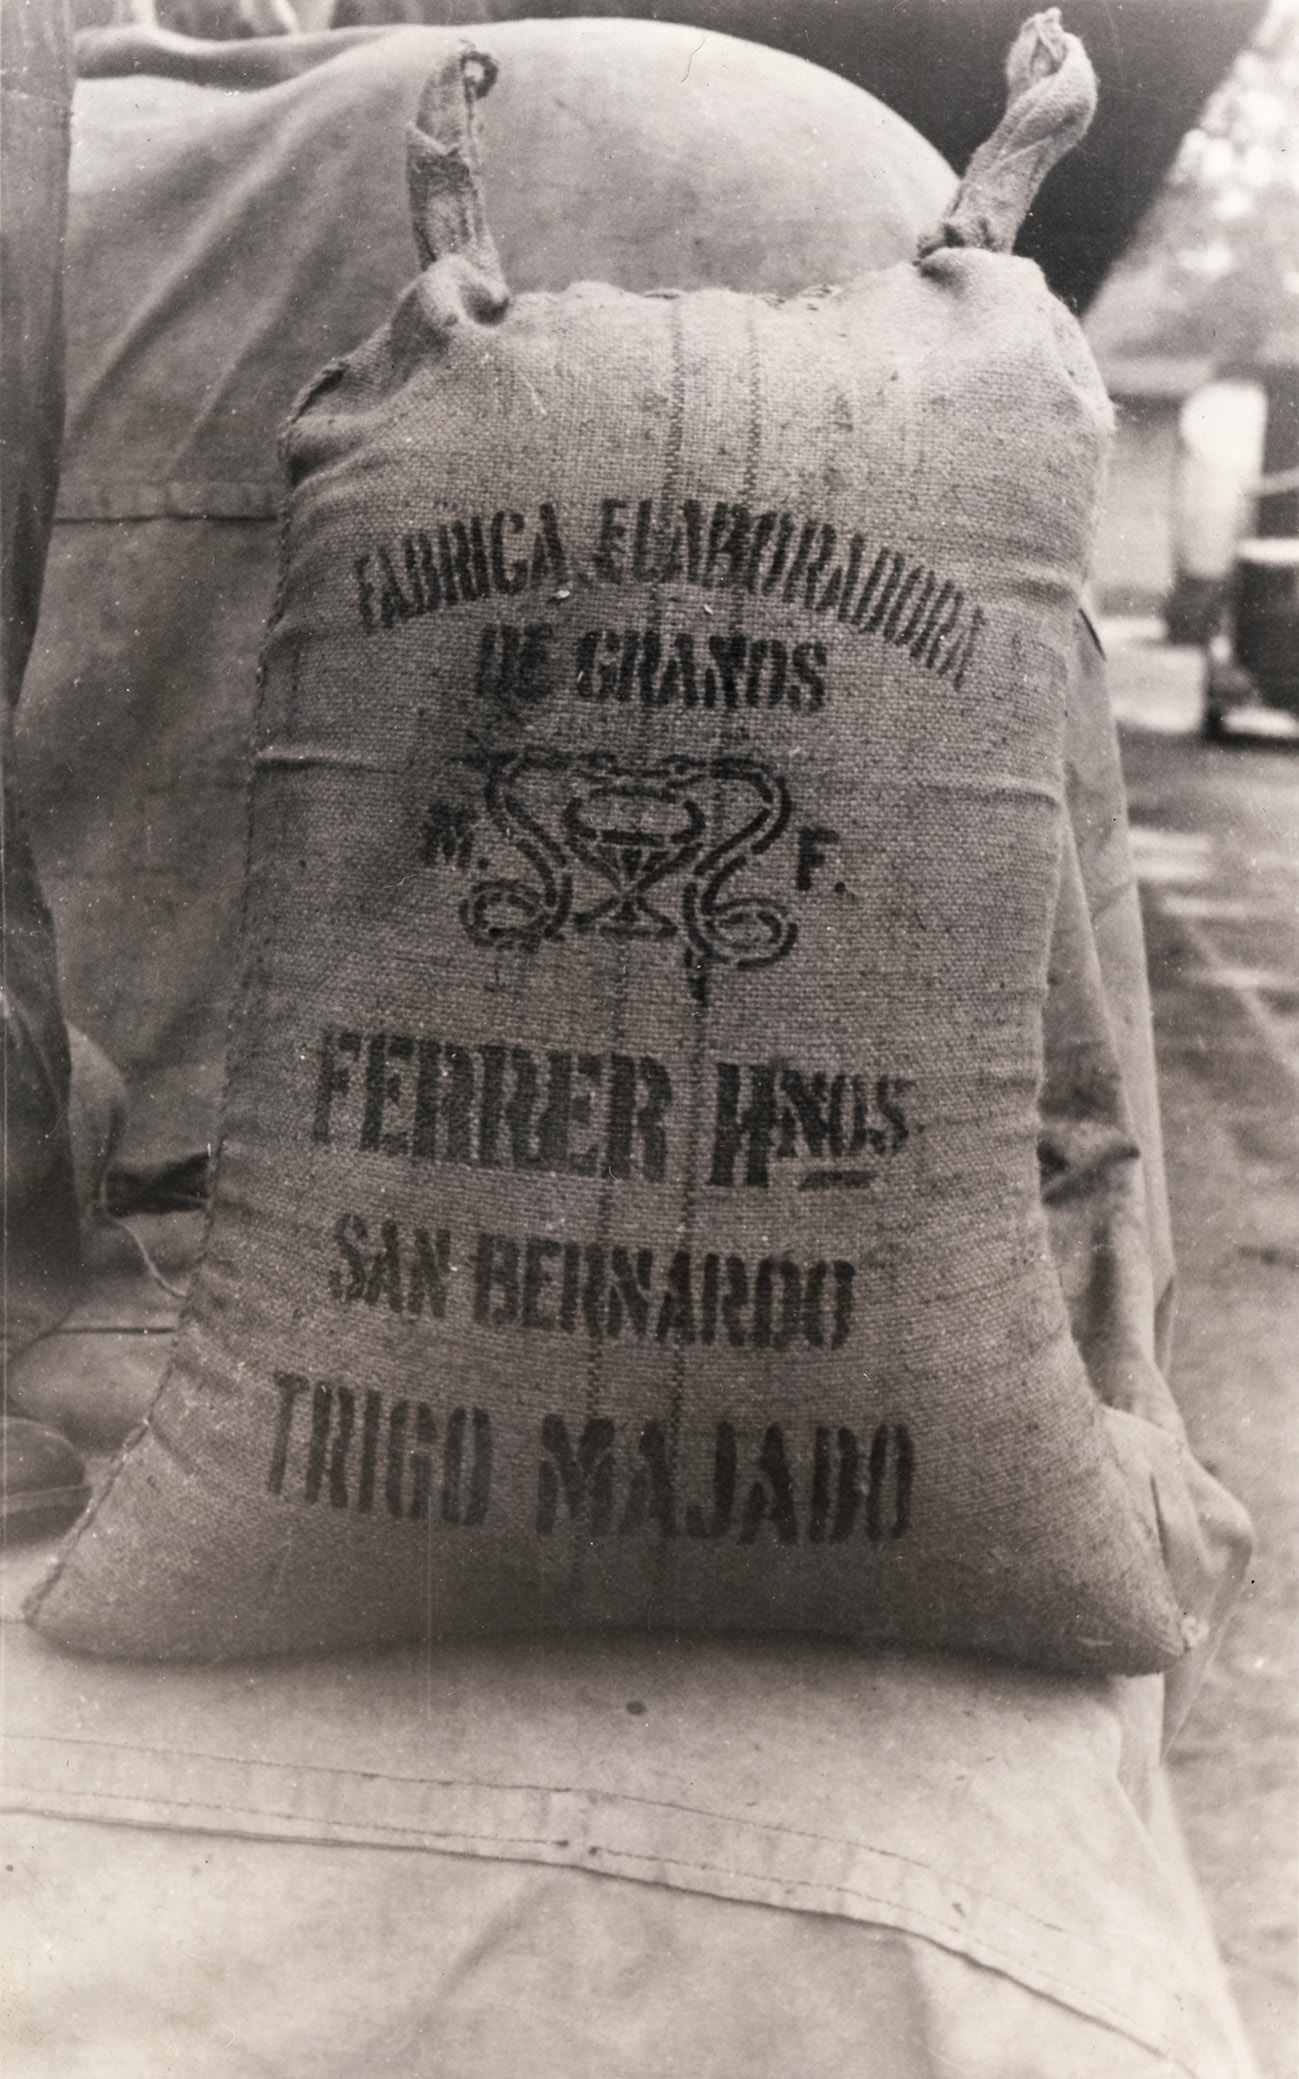 FABRICA ELABORADORA
DE GRANOS
M. F.
FERRER HNOS
SAN BERNARDO
TRIGO MAJADO